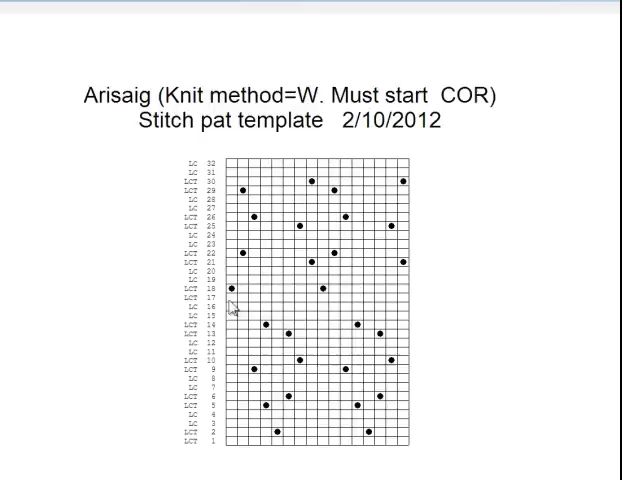 Arisaig (Knit method=W. Must start COR)
Stitch pat template 2/10/2012
LC 32
LC 31
LCT 30
LCT 29
LC 28
LC 27
LCT 26
LCT 25
LC 24
LC 23
LCT 22
LCT 21
LC 20
LC 19
LCT 18
LCT 17
LC 16
LC 15
LCT 14
LCT 13
LC 12
LC 11
LCT 10
LCT 9
LC 8
LC 7
LCT 6
LCT 5
LC 4
LC 3
LCT 2
LCT 1